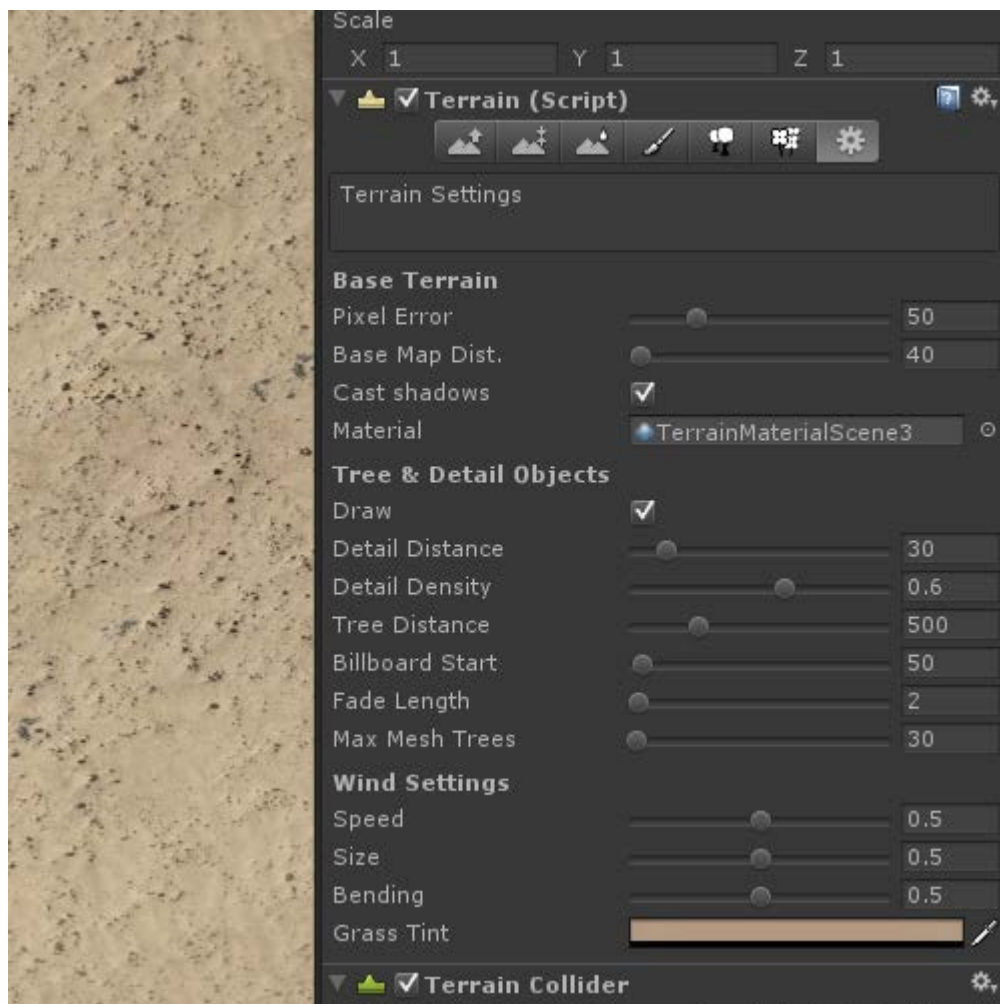 Scale
X 1 Y 1 Z 1
Terrain (Script)
Terrain Settings
Base Terrain
Pixel Error 50
Base Map Dist. 40
Cast shadows
Material TerrainMaterialScene3
Tree & Detail Objects
Draw
Detail Distance 30
Detail Density 0.6
Tree Distance 500
Billboard Start 50
Fade Length 2
Max Mesh Trees 30
Wind Settings
Speed 0.5
Size 0.5
Bending 0.5
Grass Tint
Terrain Collider